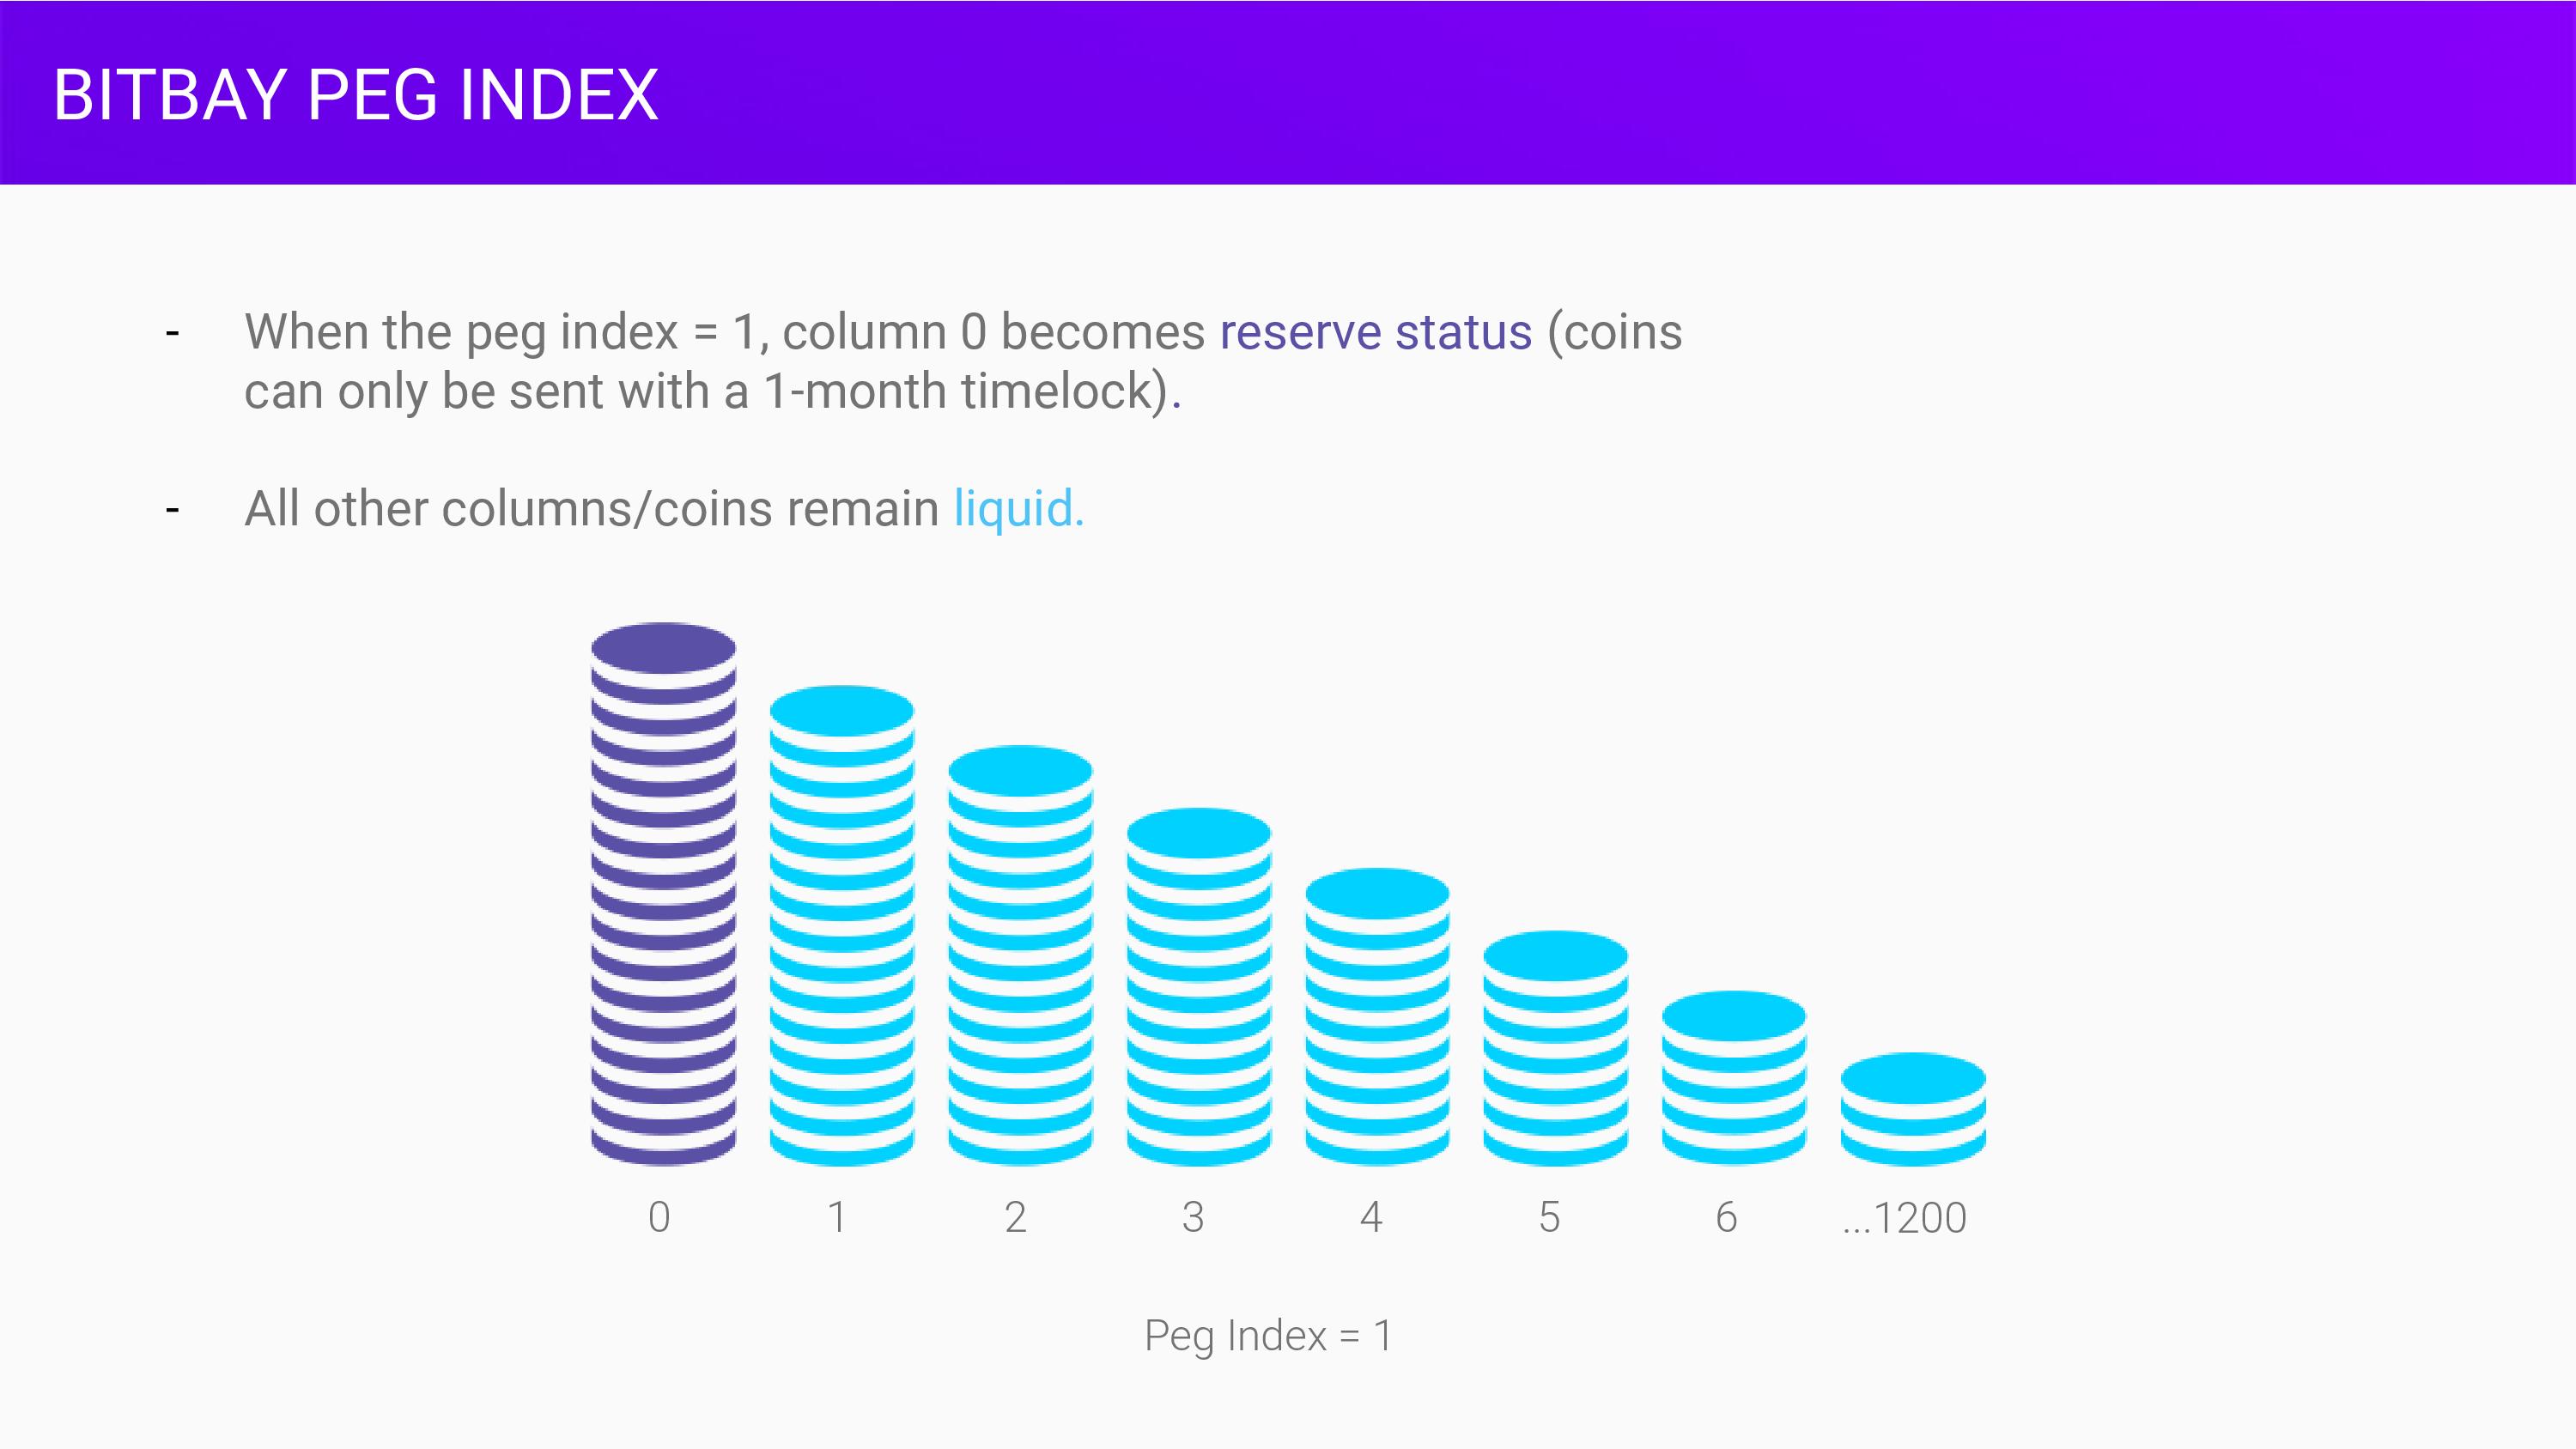 BITBAY PEG INDEX
- When the peg index = 1, column 0 becomes reserve status (coins
can only be sent with a 1-month timelock).
- All other columns/coins remain liquid.
0 1 2 3 4 5 6 ...1200
Peg Index = 1